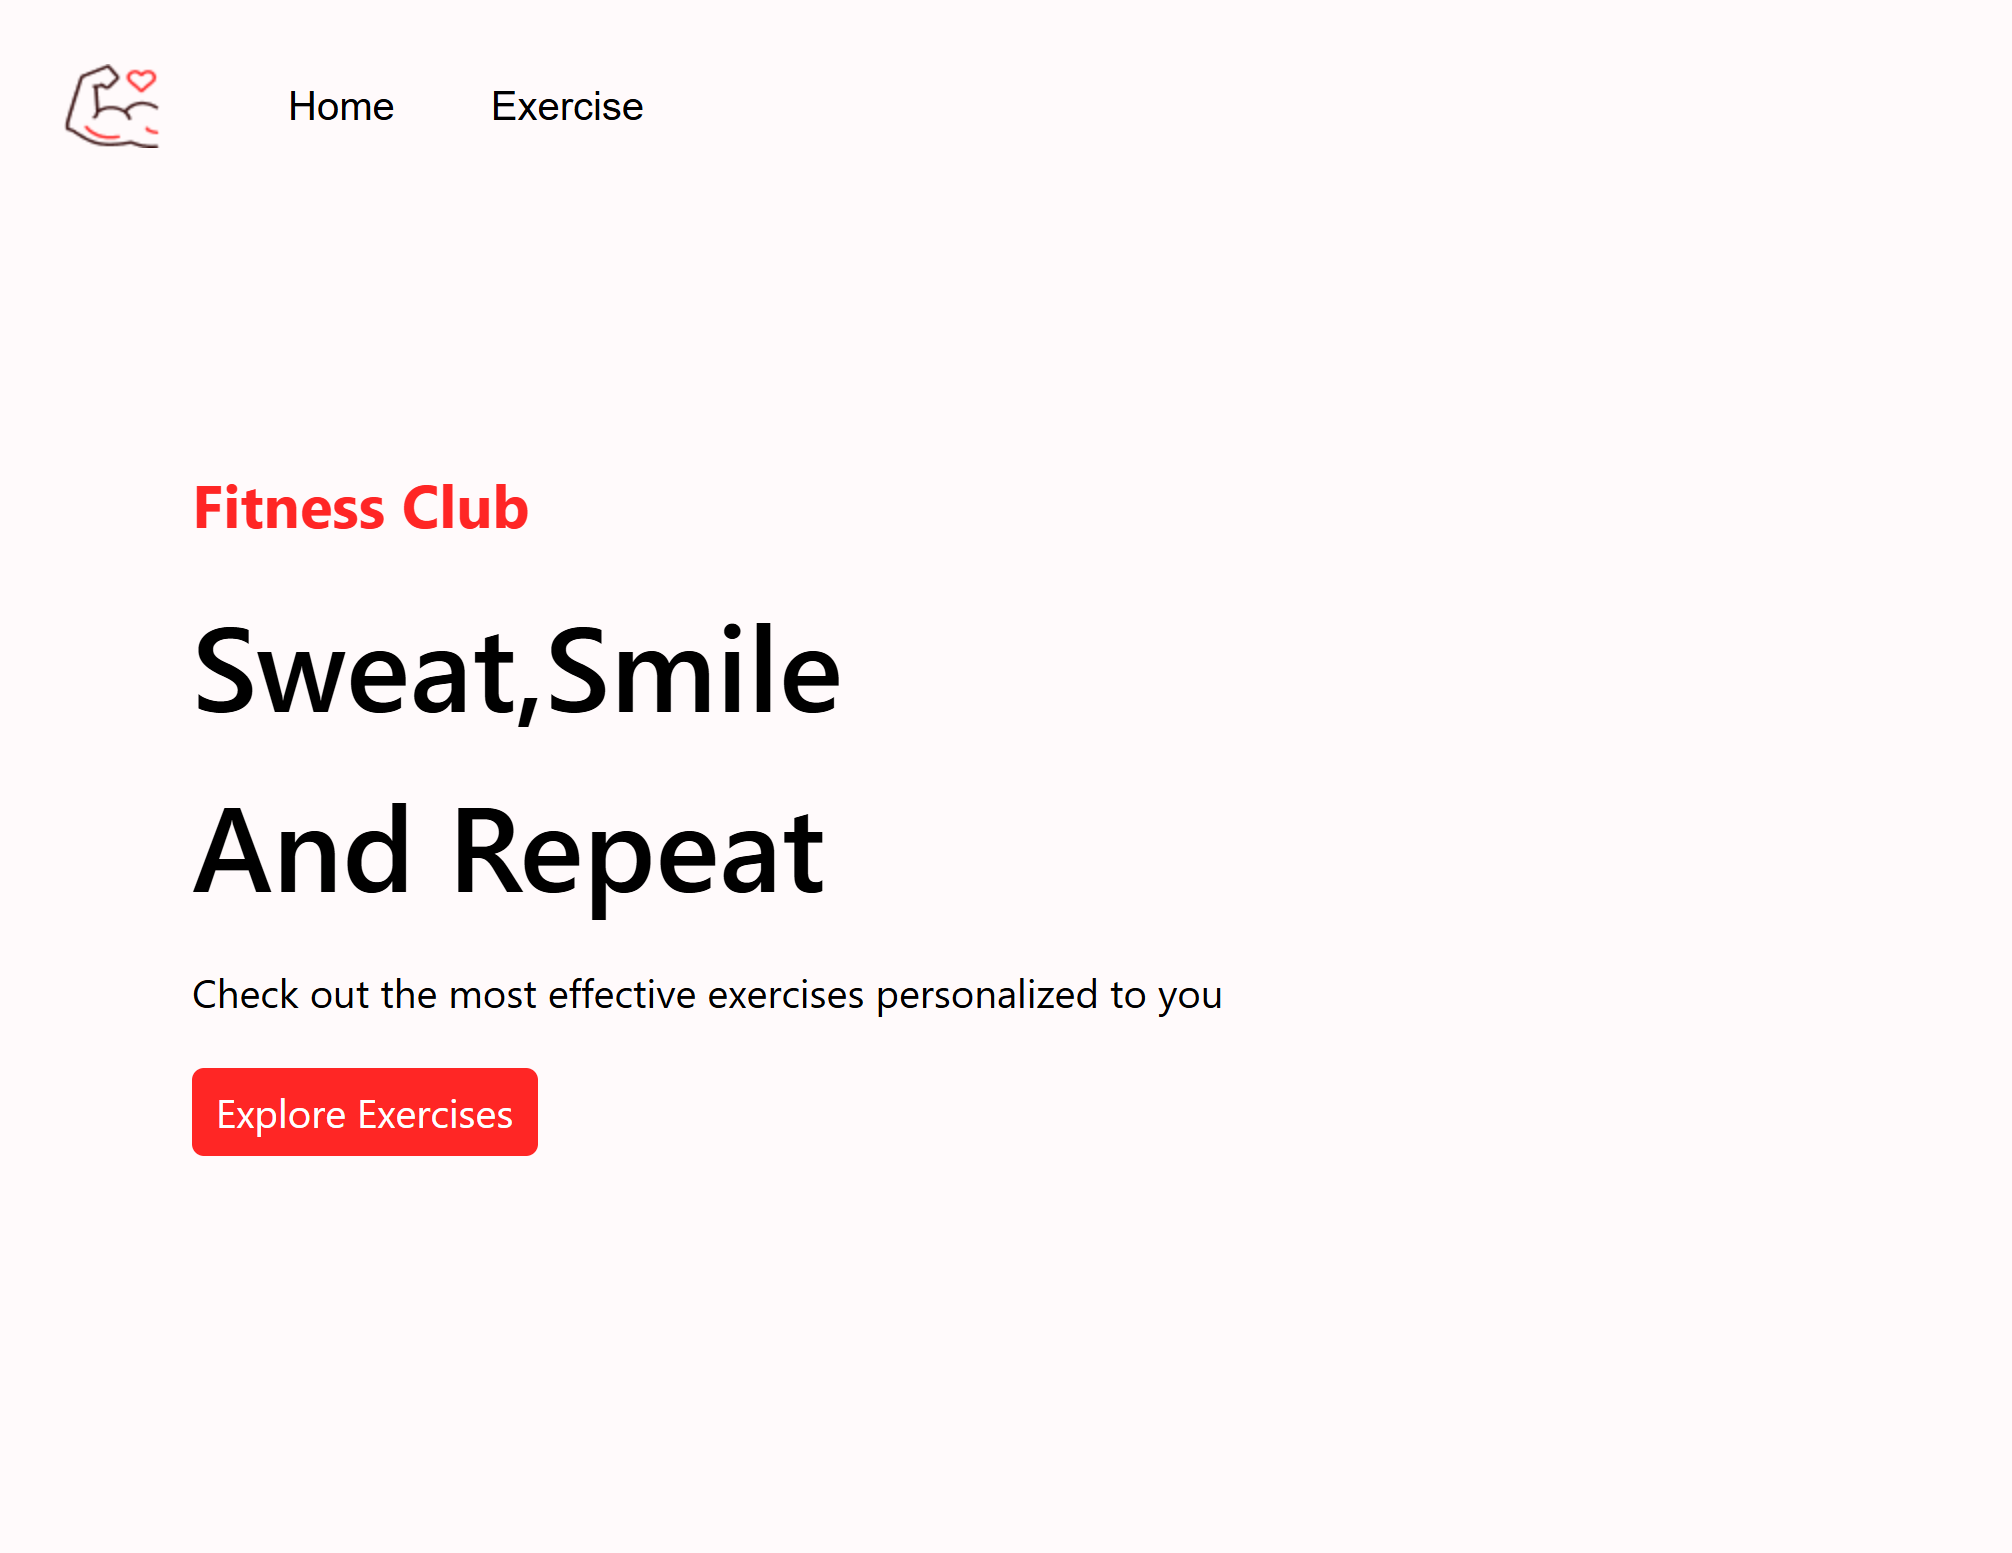 Home Exercise
Fitness Club
Sweat,Smile
And Repeat
Check out the most effective exercises personalized to you
Explore Exercises